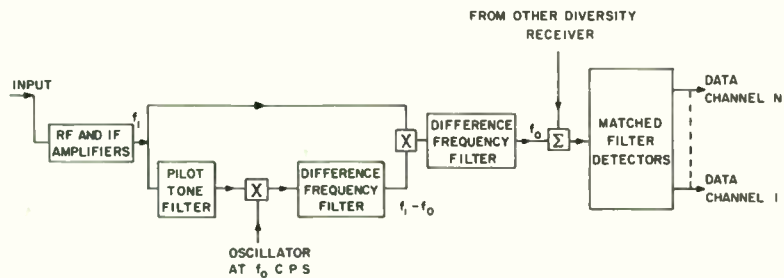 FROM OTHER DIVERSITY
RECEIVER
INPUT
RF AND IF
AMPLIFIERS
f₁
PILOT
TONE
FILTER
X
OSCILLATOR
AT f₀ C P S
DIFFERENCE
FREQUENCY
FILTER
f₁-f₀
X
DIFFERENCE
FREQUENCY
FILTER
f₀
Σ
MATCHED
FILTER
DETECTORS
DATA
CHANNEL N
DATA
CHANNEL I